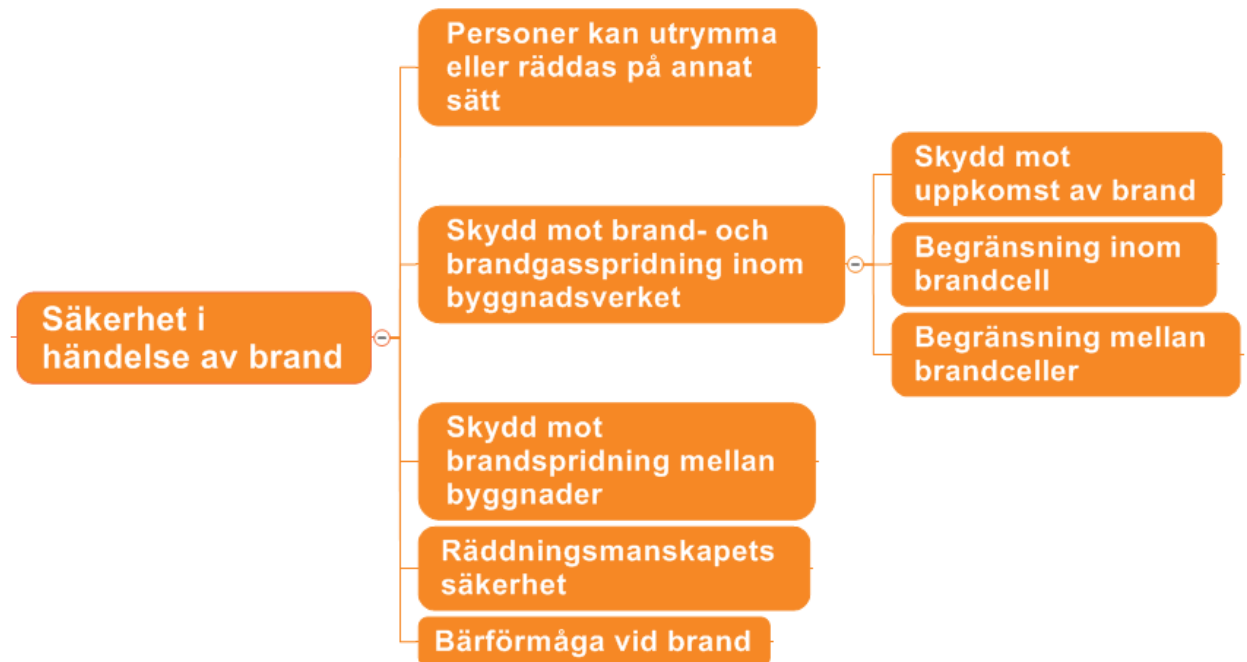 Säkerhet i
händelse av brand
Personer kan utrymma
eller räddas på annat
sätt
Skydd mot brand- och
brandgasspridning inom
byggnadsverket
Skydd mot
uppkomst av brand
Begränsning inom
brandcell
Begränsning mellan
brandceller
Skydd mot
brandspridning mellan
byggnader
Räddningsmanskapets
säkerhet
Bärförmåga vid brand